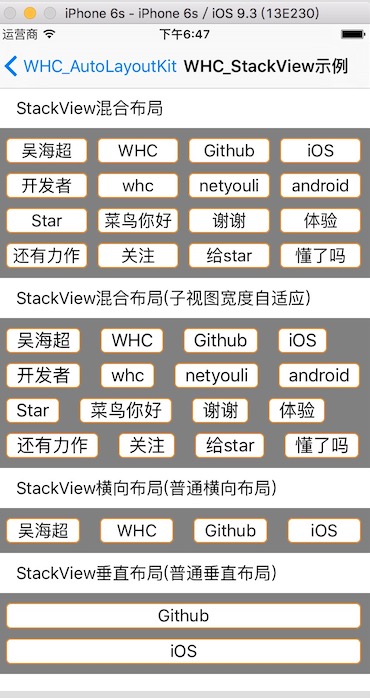 iPhone 6s - iPhone 6s / iOS 9.3 (13E230)
运营商 下午6:47
WHC_AutoLayoutKit WHC_StackView示例
StackView混合布局
吴海超 WHC Github iOS
开发者 whc netyouli android
Star 菜鸟你好 谢谢 体验
还有力作 关注 给star 懂了吗
StackView混合布局(子视图宽度自适应)
吴海超 WHC Github iOS
开发者 whc netyouli android
Star 菜鸟你好 谢谢 体验
还有力作 关注 给star 懂了吗
StackView横向布局(普通横向布局)
吴海超 WHC Github iOS
StackView垂直布局(普通垂直布局)
Github
iOS